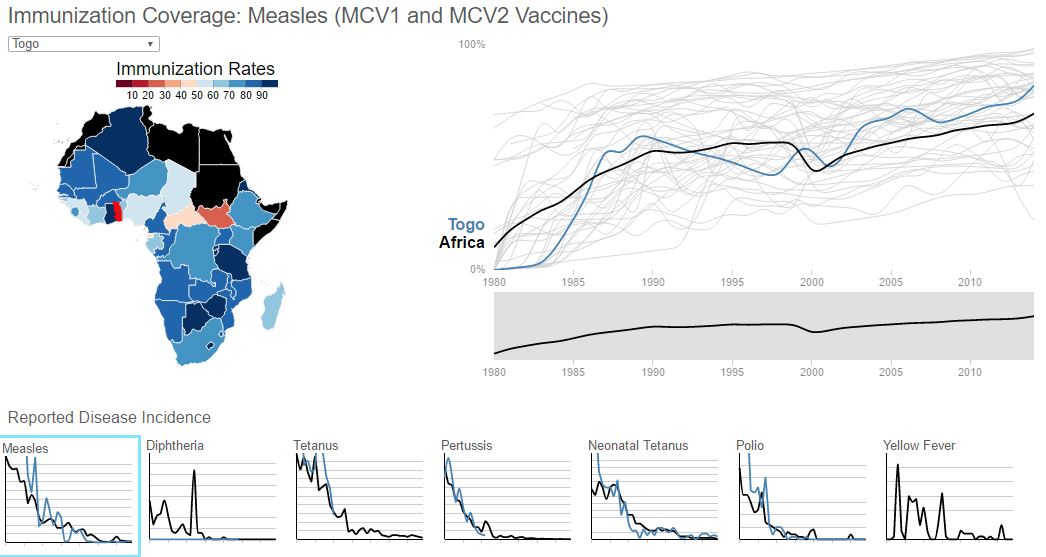 Immunization Coverage: Measles (MCV1 and MCV2 Vaccines)
Togo
Immunization Rates
10 20 30 40 50 60 70 80 90
100%
Togo
Africa
0%
1980 1985 1990 1995 2000 2005 2010
1980 1985 1990 1995 2000 2005 2010
Reported Disease Incidence
Measles Diphtheria Tetanus Pertussis Neonatal Tetanus Polio Yellow Fever